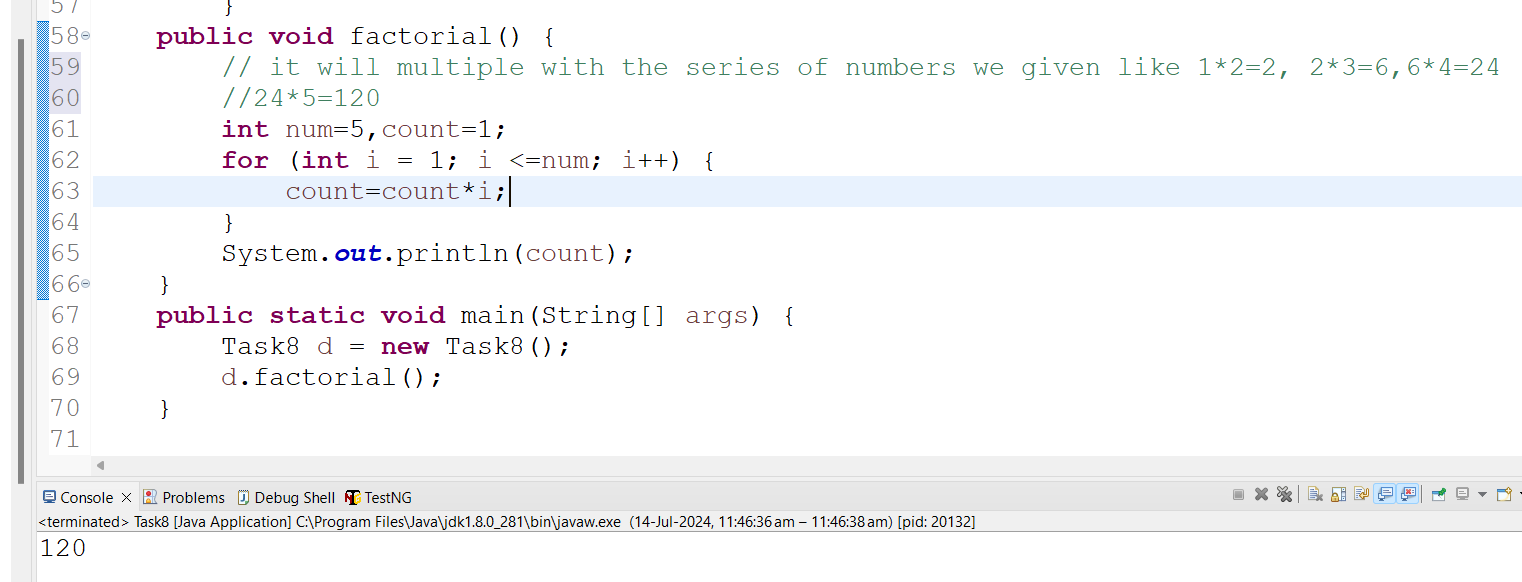 57 }
58 public void factorial() {
59 // it will multiple with the series of numbers we given like 1*2=2, 2*3=6,6*4=24
60 //24*5=120
61 int num=5,count=1;
62 for (int i = 1; i <=num; i++) {
63 count=count*i;
64 }
65 System.out.println(count);
66 }
67 public static void main(String[] args) {
68 Task8 d = new Task8();
69 d.factorial();
70 }
71
Console Problems Debug Shell TestNG
<terminated> Task8 [Java Application] C:\Program Files\Java\jdk1.8.0_281\bin\javaw.exe (14-Jul-2024, 11:46:36 am – 11:46:38 am) [pid: 20132]
120